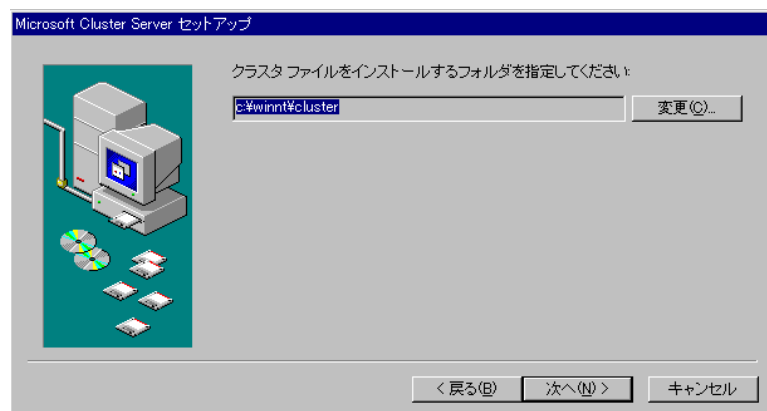 Microsoft Cluster Server セットアップ
クラスタ ファイルをインストールするフォルダを指定してください:
c:¥winnt¥cluster
変更(C)...
< 戻る(B)
次へ(N) >
キャンセル